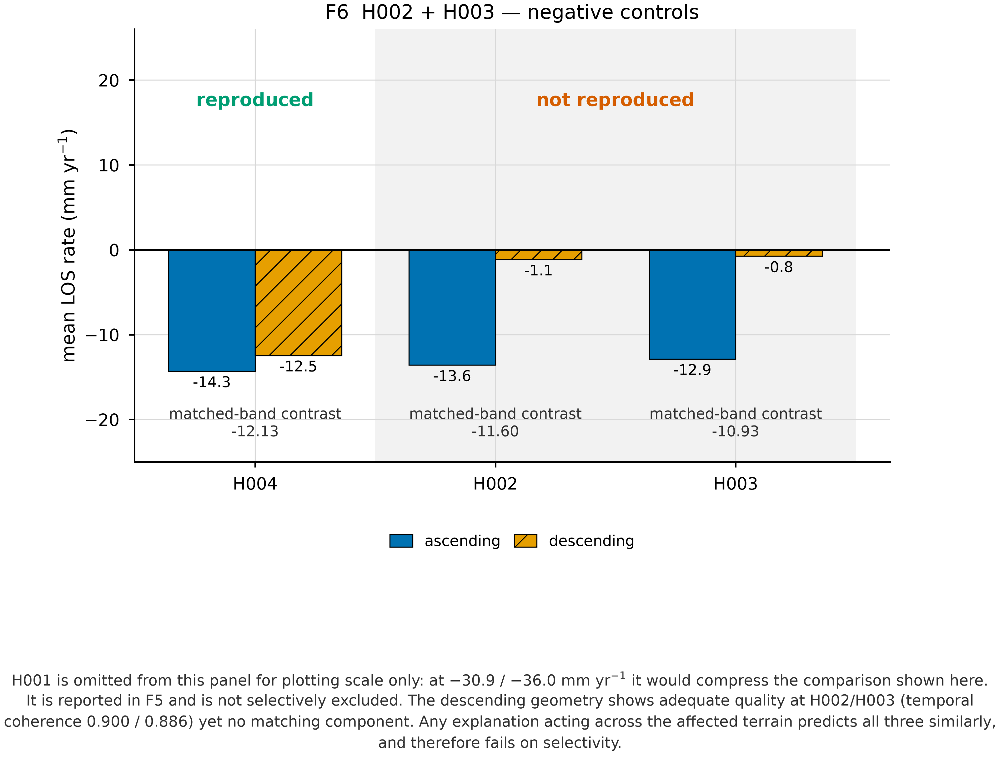 F6  H002 + H003 — negative controls
mean LOS rate (mm yr⁻¹)
20
10
0
−10
−20
reproduced
not reproduced
-14.3
-12.5
-13.6
-1.1
-12.9
-0.8
matched-band contrast
-12.13
matched-band contrast
-11.60
matched-band contrast
-10.93
H004
H002
H003
ascending
descending
H001 is omitted from this panel for plotting scale only: at −30.9 / −36.0 mm yr⁻¹ it would compress the comparison shown here.
It is reported in F5 and is not selectively excluded. The descending geometry shows adequate quality at H002/H003 (temporal
coherence 0.900 / 0.886) yet no matching component. Any explanation acting across the affected terrain predicts all three similarly,
and therefore fails on selectivity.